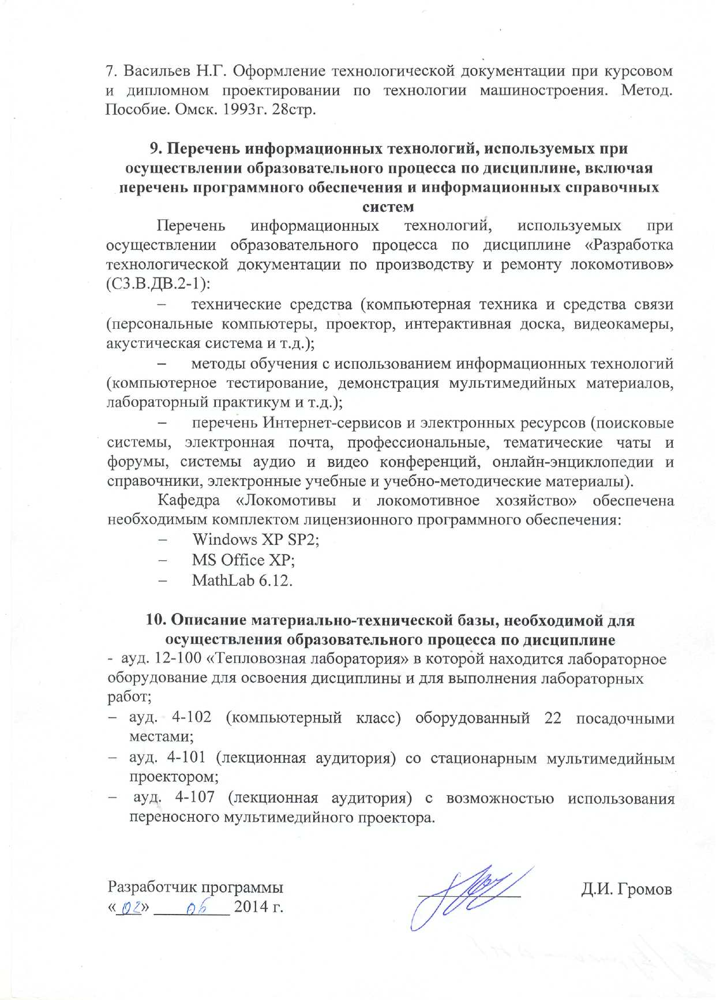 7. Васильев Н.Г. Оформление технологической документации при курсовом
и дипломном проектировании по технологии машиностроения. Метод.
Пособие. Омск. 1993г. 28стр.
9. Перечень информационных технологий, используемых при
осуществлении образовательного процесса по дисциплине, включая
перечень программного обеспечения и информационных справочных
систем
Перечень информационных технологий, используемых при
осуществлении образовательного процесса по дисциплине «Разработка
технологической документации по производству и ремонту локомотивов»
(С3.В.ДВ.2-1):
– технические средства (компьютерная техника и средства связи
(персональные компьютеры, проектор, интерактивная доска, видеокамеры,
акустическая система и т.д.);
– методы обучения с использованием информационных технологий
(компьютерное тестирование, демонстрация мультимедийных материалов,
лабораторный практикум и т.д.);
– перечень Интернет-сервисов и электронных ресурсов (поисковые
системы, электронная почта, профессиональные, тематические чаты и
форумы, системы аудио и видео конференций, онлайн-энциклопедии и
справочники, электронные учебные и учебно-методические материалы).
Кафедра «Локомотивы и локомотивное хозяйство» обеспечена
необходимым комплектом лицензионного программного обеспечения:
– Windows XP SP2;
– MS Office XP;
– MathLab 6.12.
10. Описание материально-технической базы, необходимой для
осуществления образовательного процесса по дисциплине
- ауд. 12-100 «Тепловозная лаборатория» в которой находится лабораторное
оборудование для освоения дисциплины и для выполнения лабораторных
работ;
– ауд. 4-102 (компьютерный класс) оборудованный 22 посадочными
местами;
– ауд. 4-101 (лекционная аудитория) со стационарным мультимедийным
проектором;
– ауд. 4-107 (лекционная аудитория) с возможностью использования
переносного мультимедийного проектора.
Разработчик программы Д.И. Громов
«02» 06 2014 г.